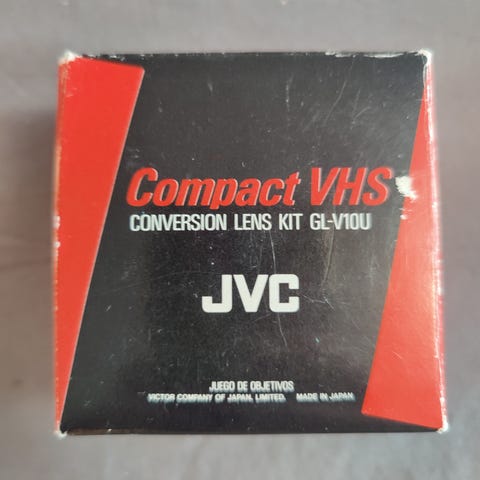 Compact VHS
CONVERSION LENS KIT GL-V10U
JVC
JUEGO DE OBJETIVOS
VICTOR COMPANY OF JAPAN, LIMITED. MADE IN JAPAN